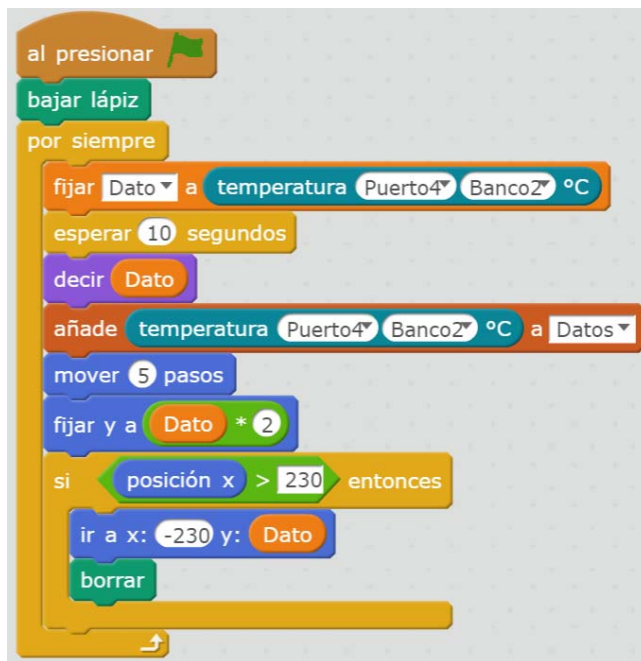 al presionar
bajar lápiz
por siempre
fijar Dato a temperatura Puerto4 Banco2 °C
esperar 10 segundos
decir Dato
añade temperatura Puerto4 Banco2 °C a Datos
mover 5 pasos
fijar y a Dato * 2
si posición x > 230 entonces
ir a x: -230 y: Dato
borrar